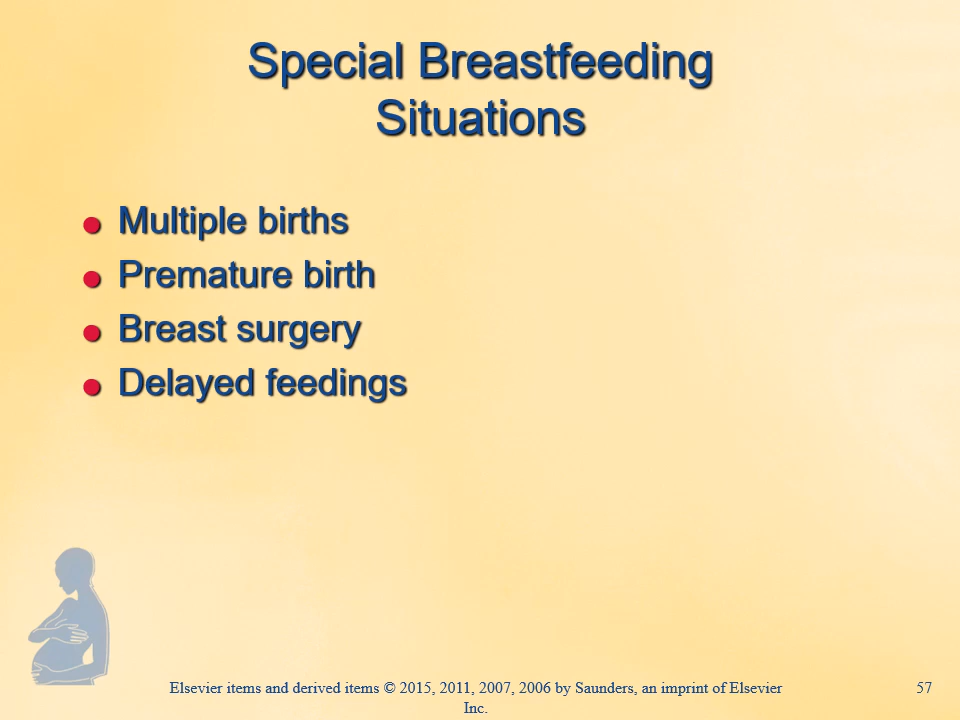 Special Breastfeeding
Situations
Multiple births
Premature birth
Breast surgery
Delayed feedings
Elsevier items and derived items © 2015, 2011, 2007, 2006 by Saunders, an imprint of Elsevier
Inc.
57